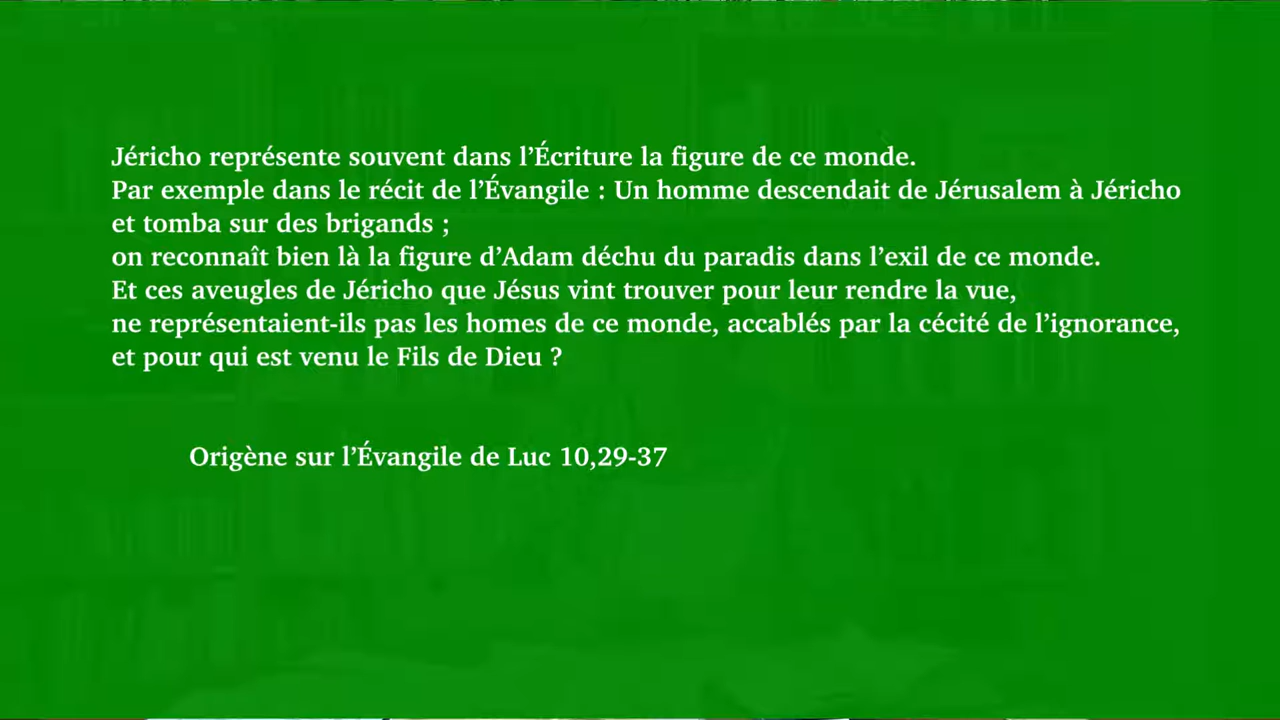 Jéricho représente souvent dans l’Écriture la figure de ce monde.
Par exemple dans le récit de l’Évangile : Un homme descendait de Jérusalem à Jéricho
et tomba sur des brigands ;
on reconnaît bien là la figure d’Adam déchu du paradis dans l’exil de ce monde.
Et ces aveugles de Jéricho que Jésus vint trouver pour leur rendre la vue,
ne représentaient-ils pas les homes de ce monde, accablés par la cécité de l’ignorance,
et pour qui est venu le Fils de Dieu ?
Origène sur l’Évangile de Luc 10,29-37